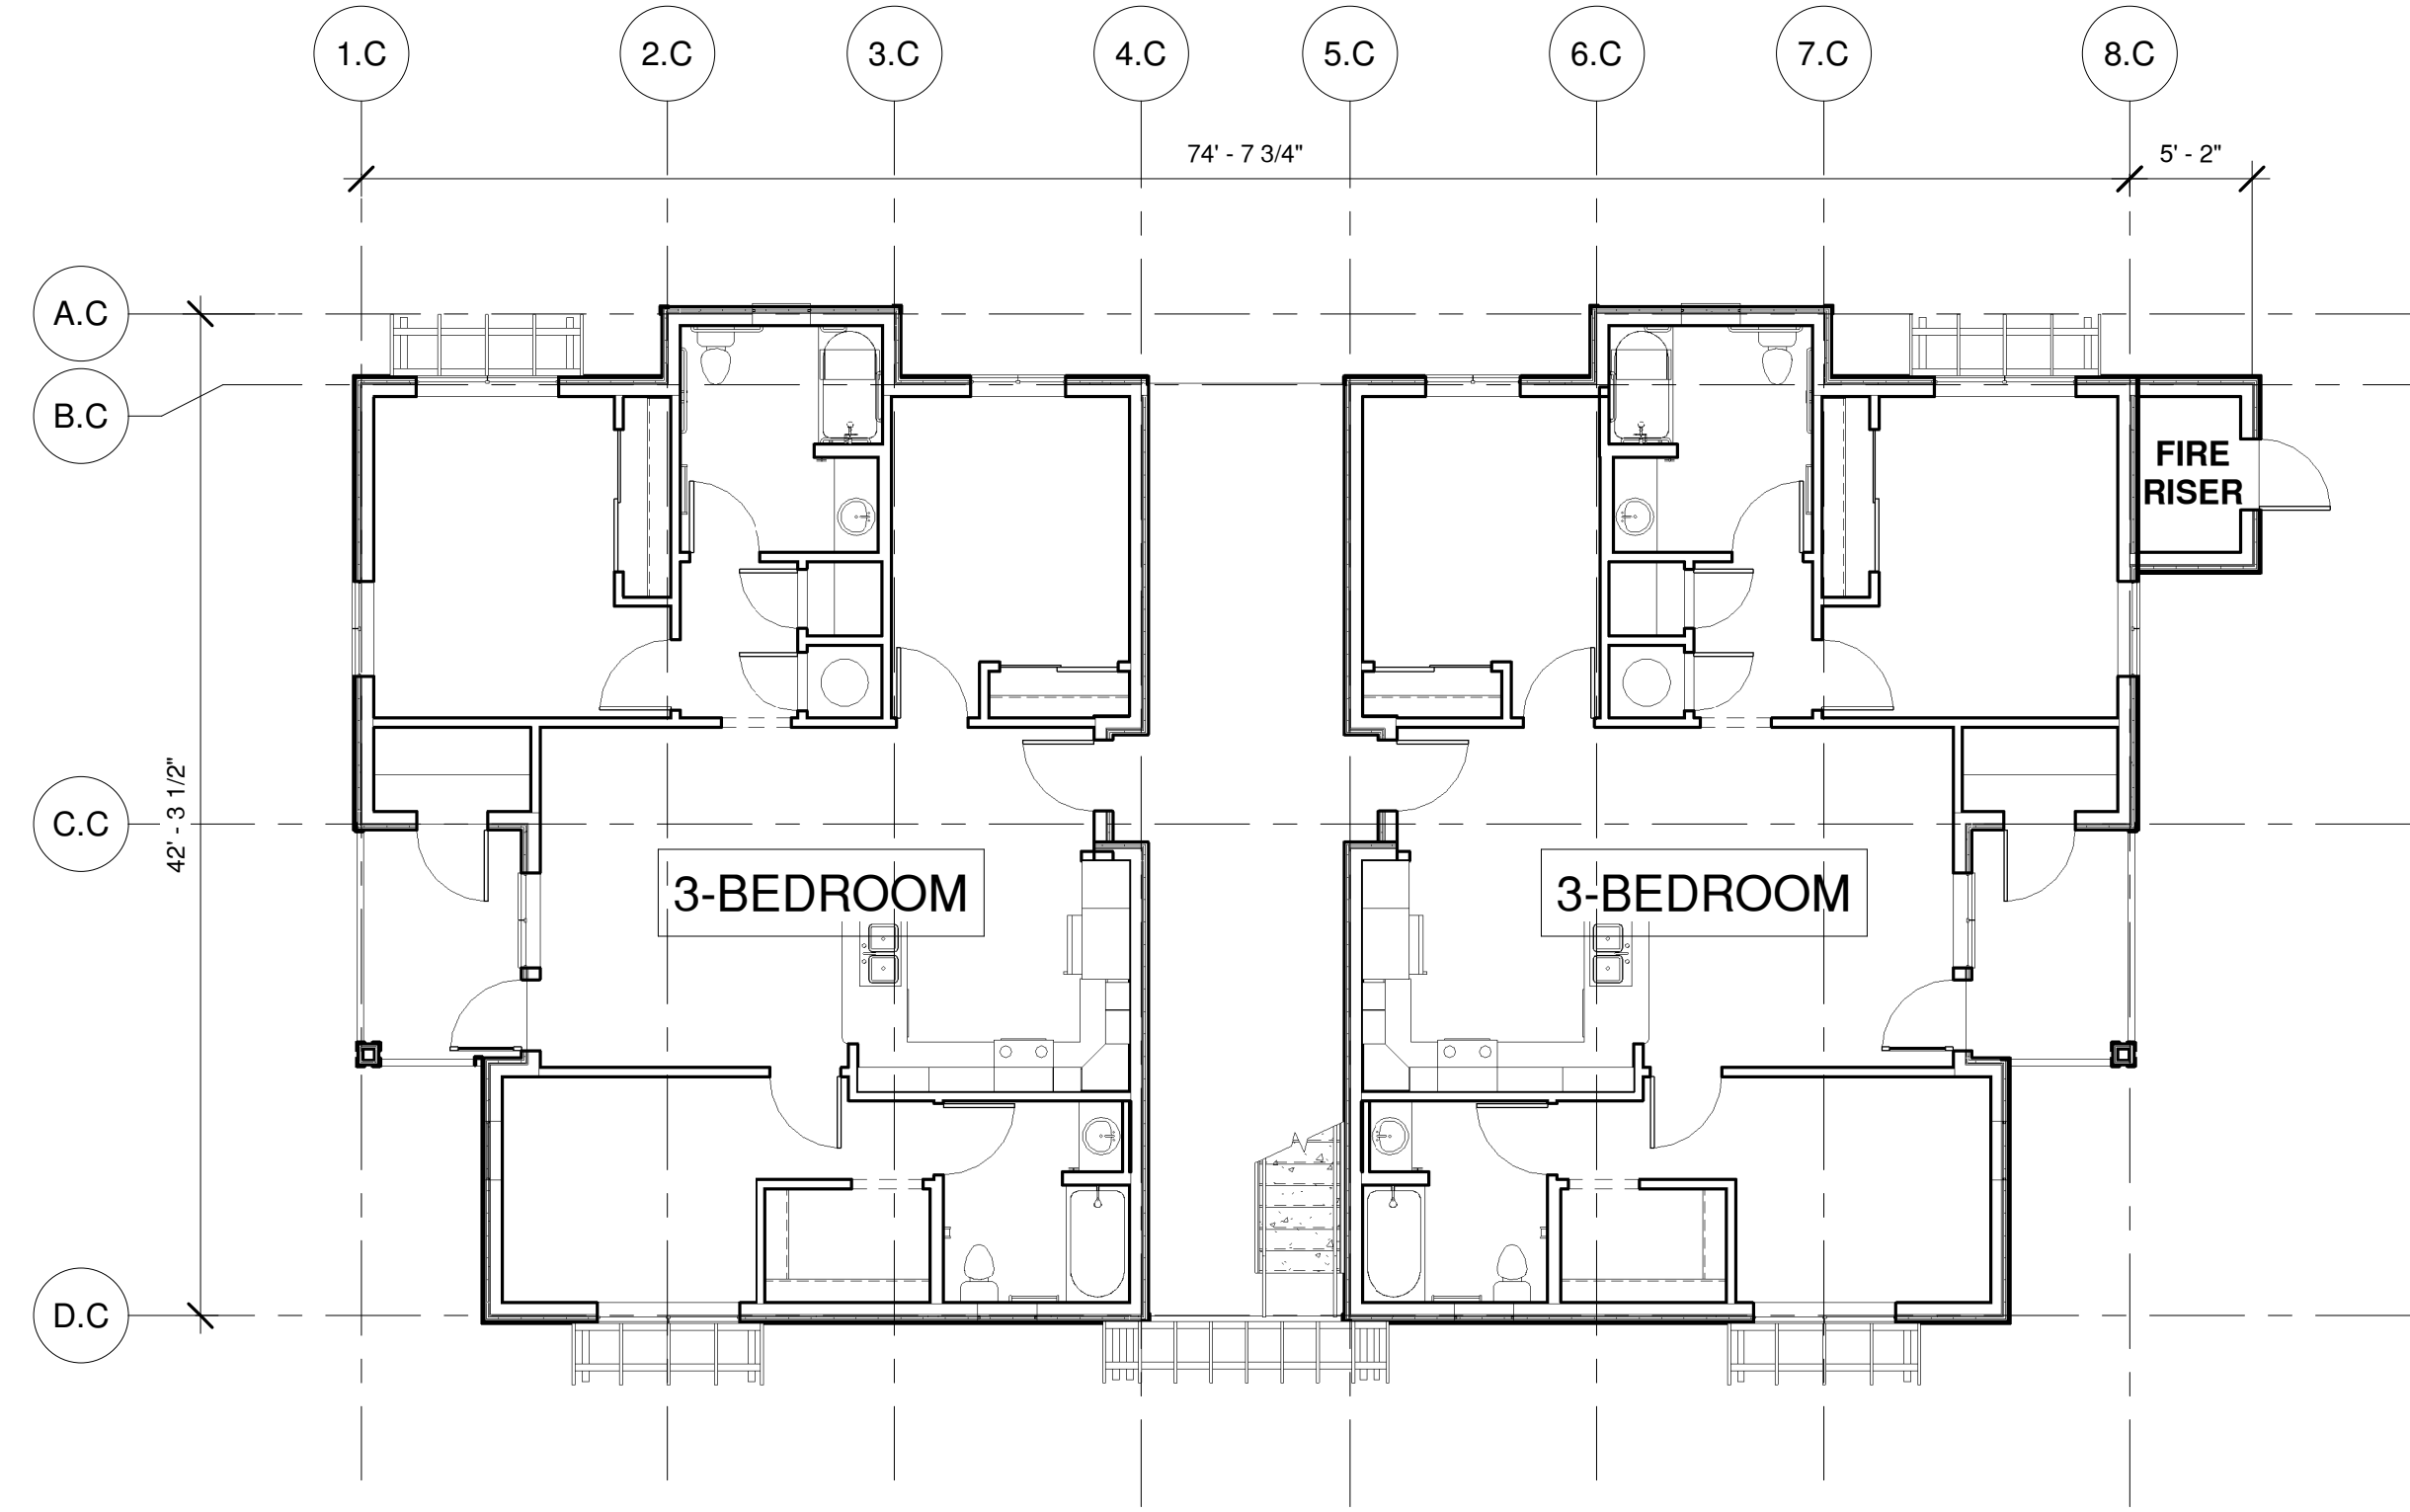 1.C
2.C
3.C
4.C
5.C
6.C
7.C
8.C
74' - 7 3/4"
5' - 2"
A.C
B.C
FIRE
RISER
42' - 3 1/2"
C.C
3-BEDROOM
3-BEDROOM
D.C